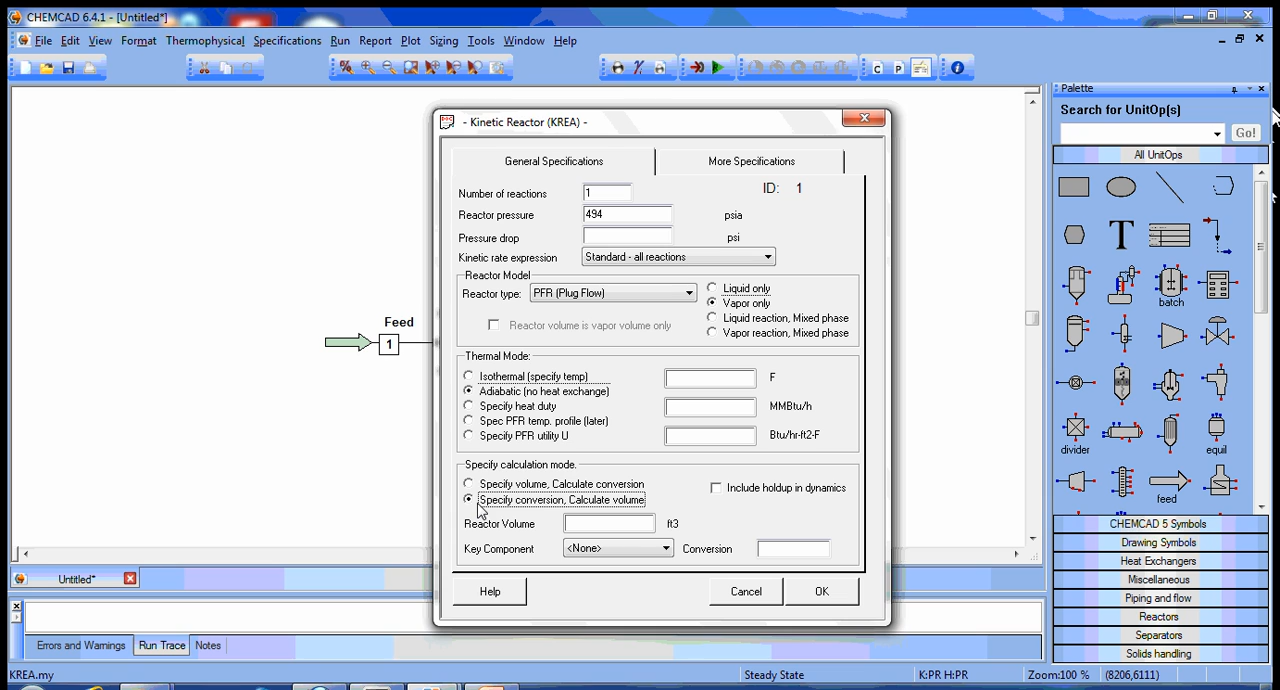 CHEMCAD 6.4.1 - [Untitled*]
File Edit View Format Thermophysical Specifications Run Report Plot Sizing Tools Window Help
C P
Palette
Search for UnitOp(s)
Go!
All UnitOps
T
batch
divider
equil
feed
CHEMCAD 5 Symbols
Drawing Symbols
Heat Exchangers
Miscellaneous
Piping and flow
Reactors
Separators
Solids handling
Feed
1
- Kinetic Reactor (KREA) -
General Specifications More Specifications
Number of reactions 1 ID: 1
Reactor pressure 494 psia
Pressure drop psi
Kinetic rate expression Standard - all reactions
Reactor Model
Reactor type: PFR (Plug Flow)
Liquid only
Vapor only
Liquid reaction, Mixed phase
Vapor reaction, Mixed phase
Reactor volume is vapor volume only
Thermal Mode:
Isothermal (specify temp) F
Adiabatic (no heat exchange)
Specify heat duty MMBtu/h
Spec PFR temp. profile (later)
Specify PFR utility U Btu/hr-ft2-F
Specify calculation mode.
Specify volume, Calculate conversion
Include holdup in dynamics
Specify conversion, Calculate volume
Reactor Volume ft3
Key Component <None> Conversion
Help Cancel OK
Untitled*
Errors and Warnings Run Trace Notes
KREA.my Steady State K:PR H:PR Zoom:100 % (8206,6111)